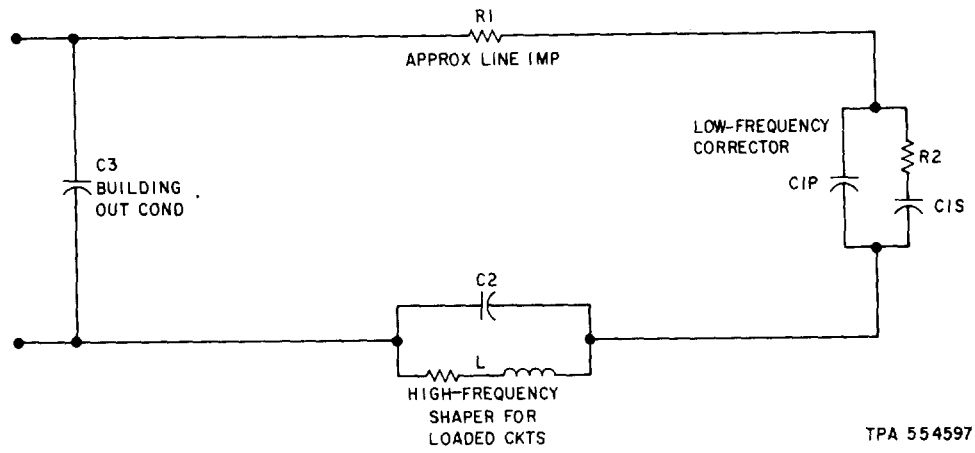 R1
APPROX LINE IMP
LOW-FREQUENCY
CORRECTOR
R2
C1P
C1S
C3
BUILDING
OUT COND
C2
L
HIGH-FREQUENCY
SHAPER FOR
LOADED CKTS
TPA 554597